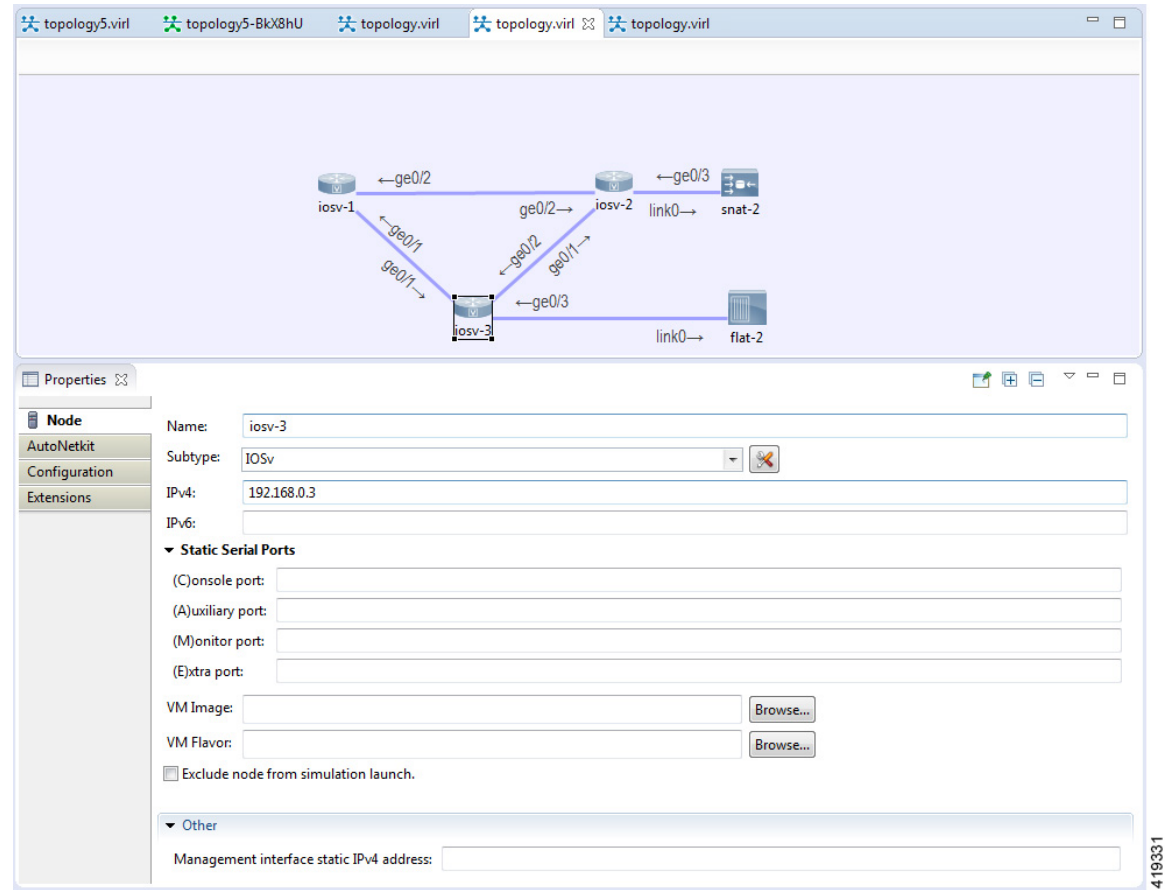 topology5.virl topology5-BkX8hU topology.virl topology.virl topology.virl
←ge0/2 ←ge0/3
iosv-1 ge0/2→ iosv-2 link0→ snat-2
←ge0/1 ←ge0/2 ge0/1→
ge0/1→
←ge0/3
iosv-3
link0→ flat-2
Properties
Node
AutoNetkit
Configuration
Extensions
Name: iosv-3
Subtype: IOSv
IPv4: 192.168.0.3
IPv6:
Static Serial Ports
(C)onsole port:
(A)uxiliary port:
(M)onitor port:
(E)xtra port:
VM Image: Browse...
VM Flavor: Browse...
Exclude node from simulation launch.
Other
Management interface static IPv4 address:
419331